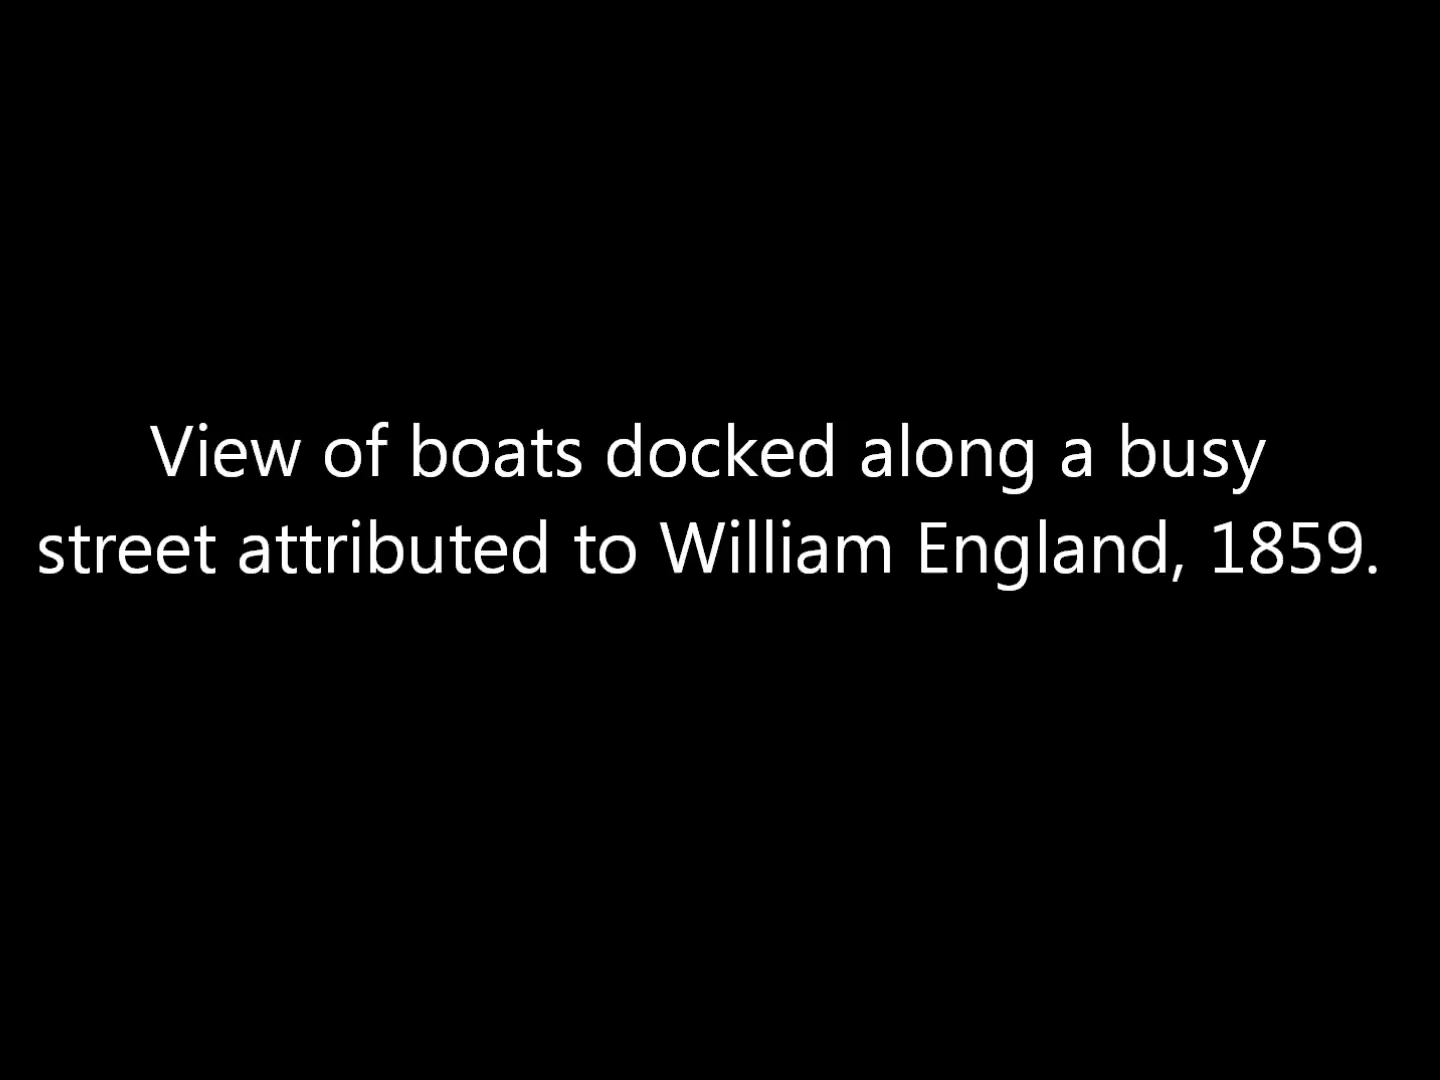 View of boats docked along a busy
street attributed to William England, 1859.